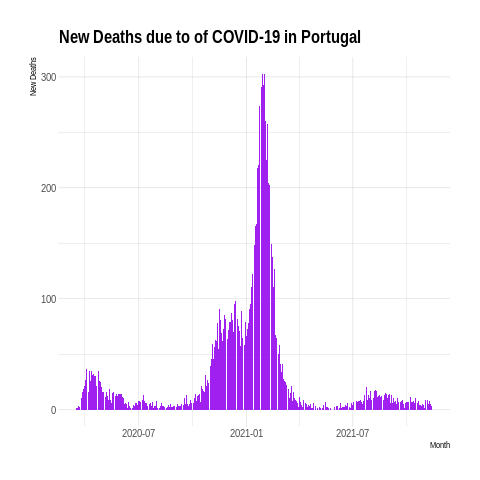 New Deaths due to of COVID-19 in Portugal
New Deaths
300
200
100
0
2020-07
2021-01
2021-07
Month